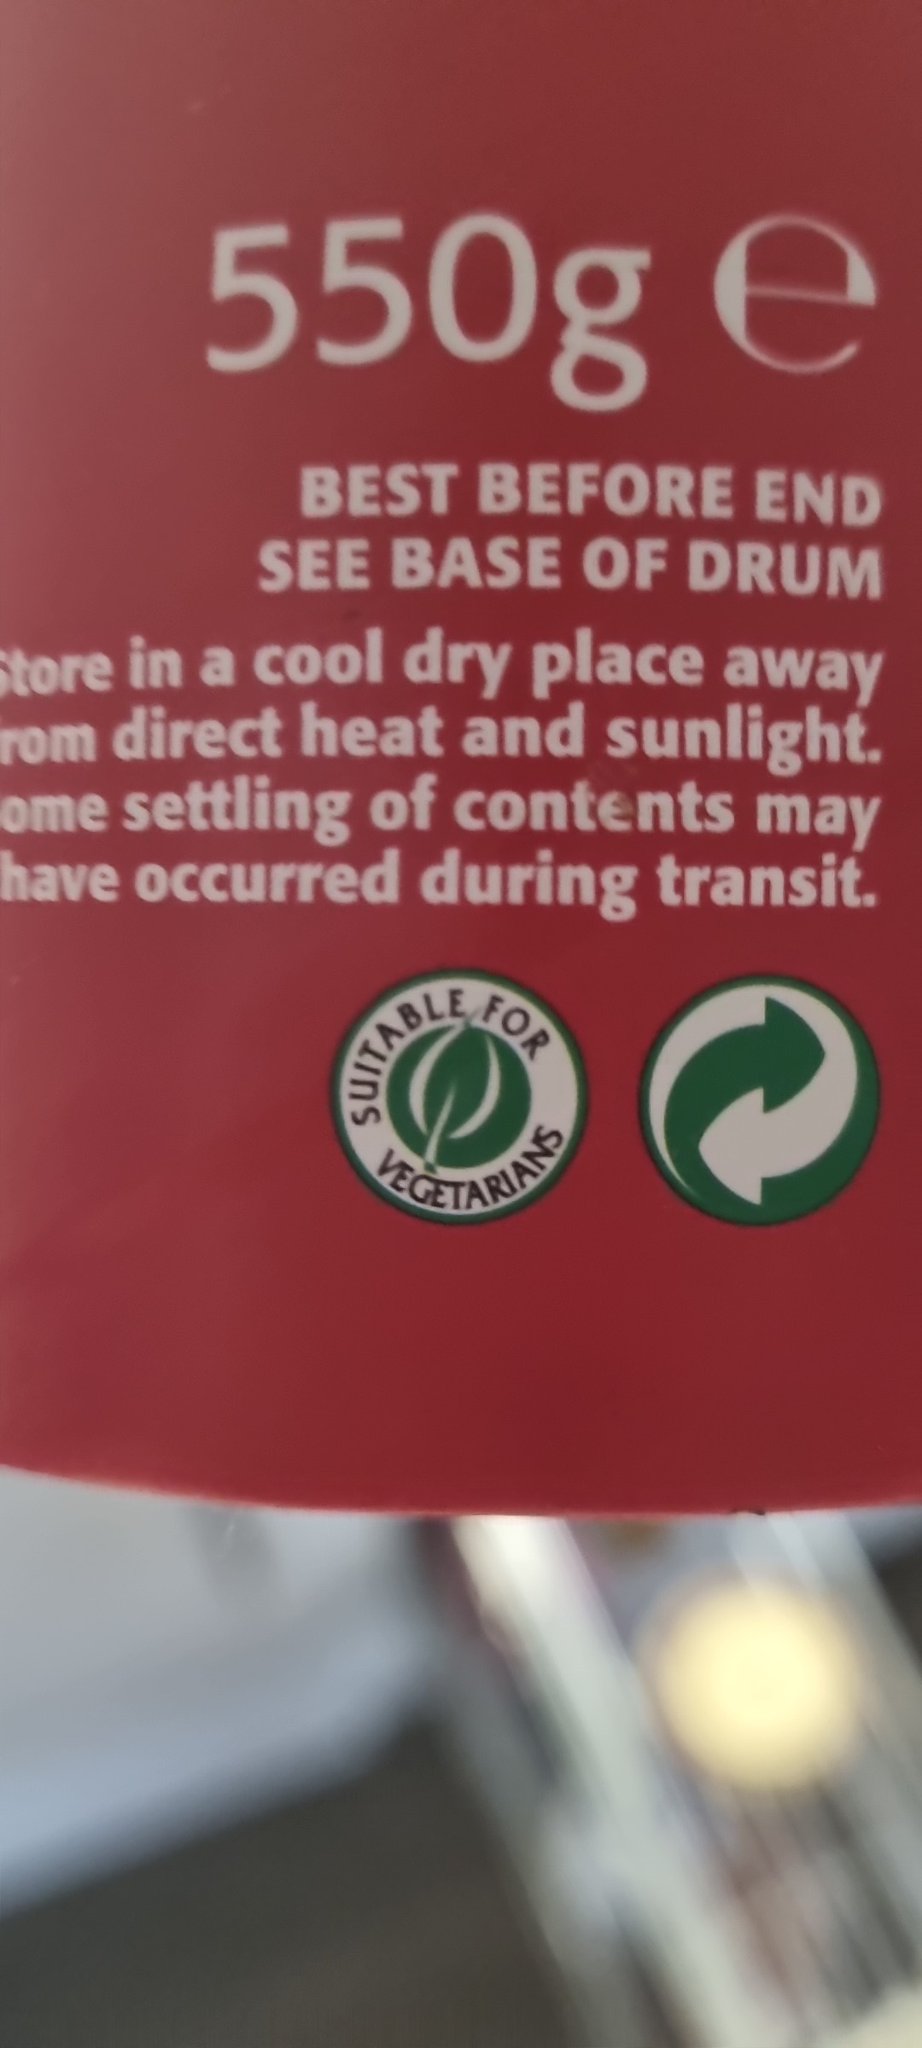 550g e
BEST BEFORE END
SEE BASE OF DRUM
Store in a cool dry place away
rom direct heat and sunlight.
ome settling of contents may
have occurred during transit.
SUITABLE FOR
VEGETARIANS